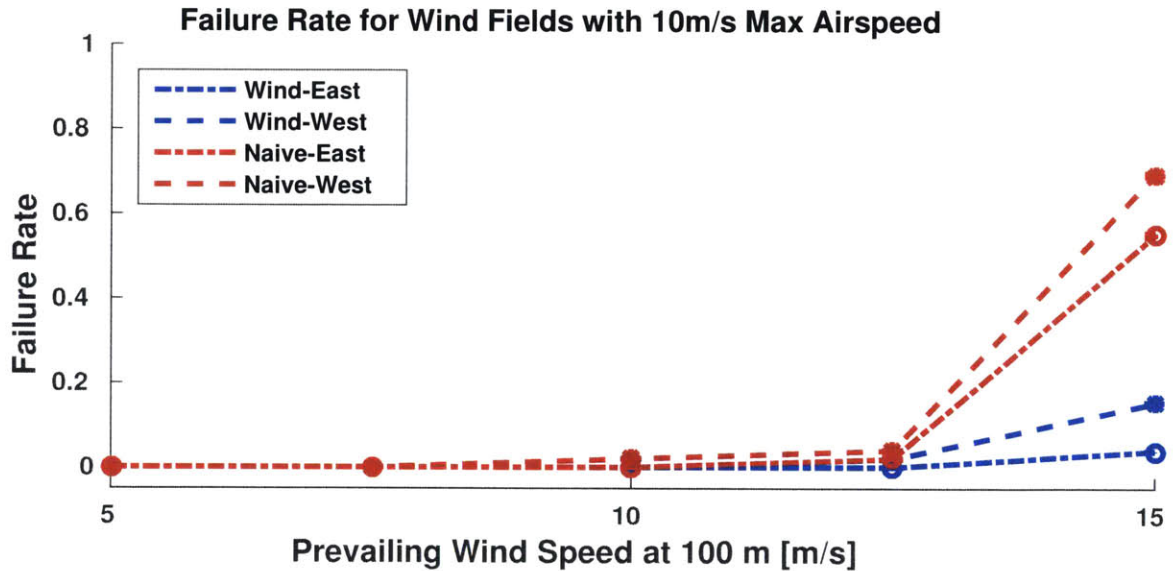 Failure Rate for Wind Fields with 10m/s Max Airspeed
1
Wind-East
Wind-West
Naive-East
Naive-West
0.8
0.6
0.4
0.2
0
Failure Rate
5
10
15
Prevailing Wind Speed at 100 m [m/s]